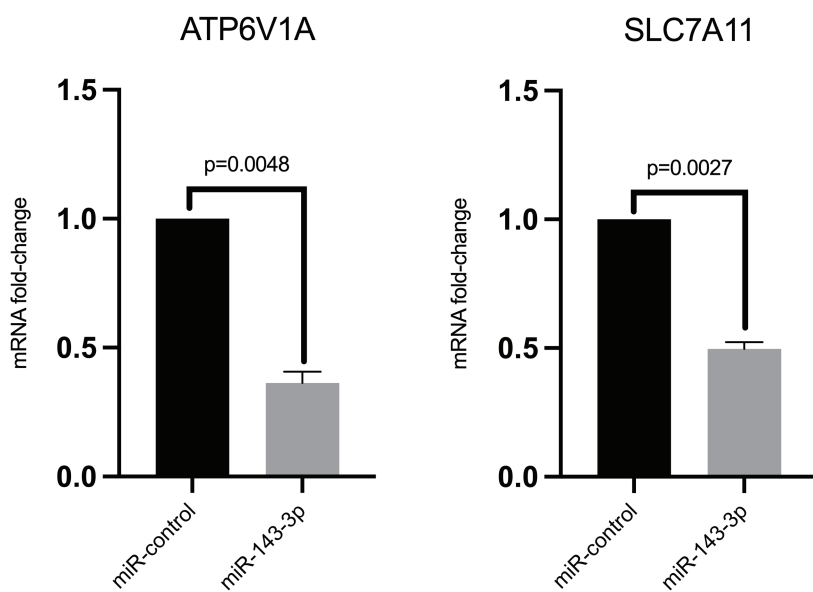 ATP6V1A
1.5
p=0.0048
1.0
mRNA fold-change
0.5
0.0
miR-control
miR-143-3p
SLC7A11
1.5
p=0.0027
1.0
mRNA fold-change
0.5
0.0
miR-control
miR-143-3p